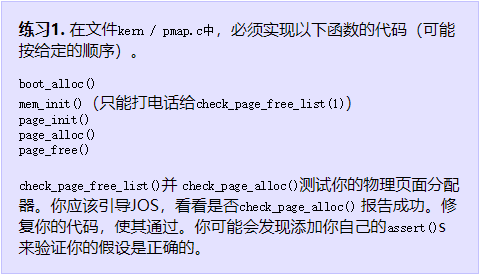 练习1. 在文件kern / pmap.c中，必须实现以下函数的代码（可能
按给定的顺序）。
boot_alloc()
mem_init()（只能打电话给check_page_free_list(1)）
page_init()
page_alloc()
page_free()
check_page_free_list()并 check_page_alloc()测试你的物理页面分配
器。你应该引导JOS，看看是否check_page_alloc() 报告成功。修
复你的代码，使其通过。你可能会发现添加你自己的assert()S
来验证你的假设是正确的。